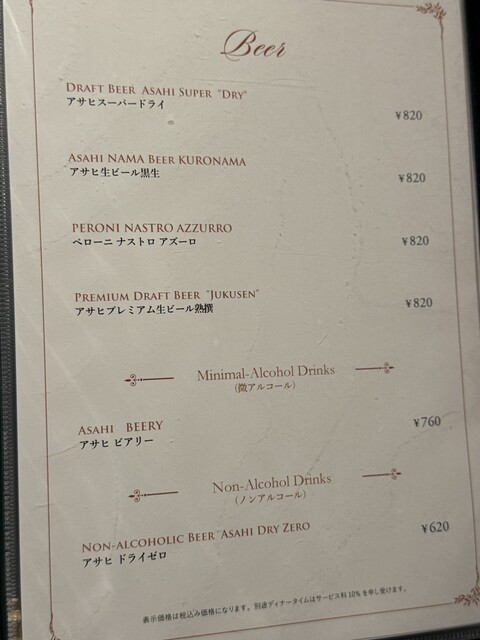 Beer
Draft Beer Asahi Super "Dry"
アサヒスーパードライ
¥820
Asahi NAMA Beer KURONAMA
アサヒ生ビール黒生
¥820
PERONI NASTRO AZZURRO
ペローニ ナストロ アズーロ
¥820
Premium Draft Beer "Jukusen"
アサヒプレミアム生ビール熟撰
¥820
Minimal-Alcohol Drinks
（微アルコール）
Asahi BEERY
アサヒ ビアリー
¥760
Non-Alcohol Drinks
（ノンアルコール）
Non-alcoholic Beer Asahi Dry Zero
アサヒ ドライゼロ
¥620
表示価格は税込み価格になります。別途ディナータイムはサービス料10％を申し受けます。